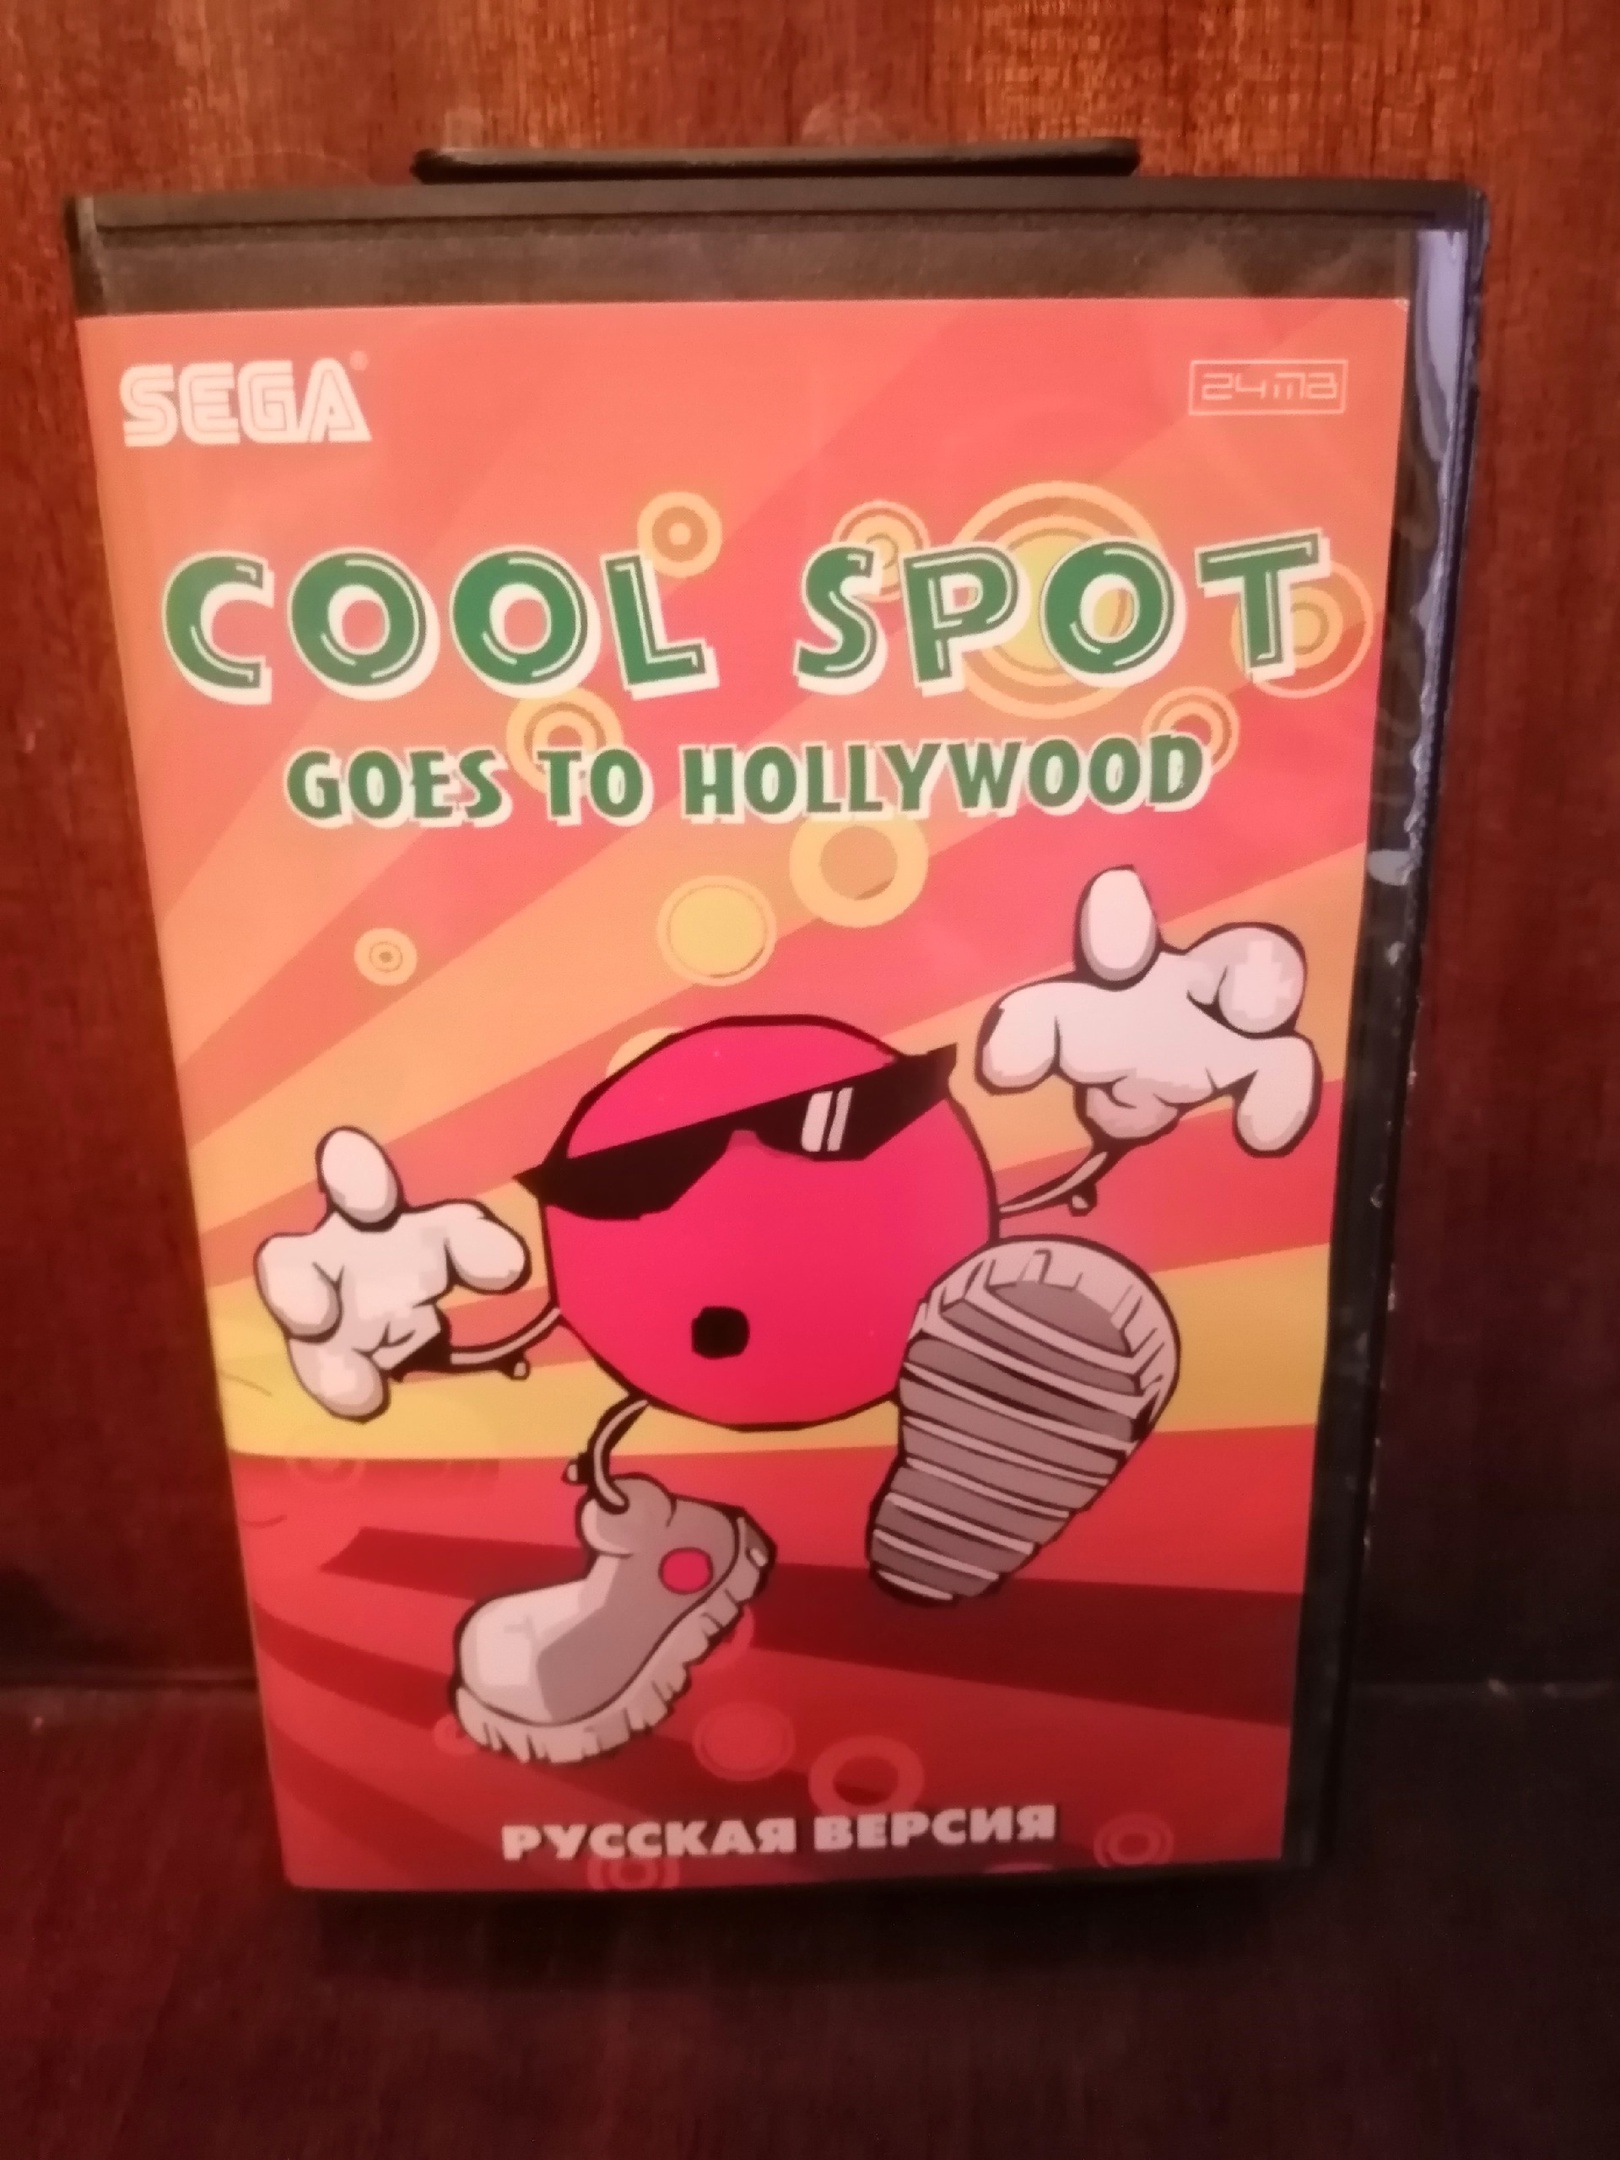 SEGA®
24MB
COOL SPOT
GOES TO HOLLYWOOD
РУССКАЯ ВЕРСИЯ